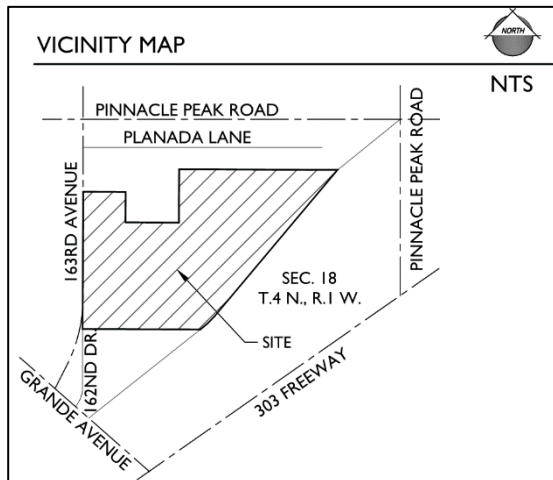 VICINITY MAP
NORTH
NTS
PINNACLE PEAK ROAD
PLANADA LANE
163RD AVENUE
PINNACLE PEAK ROAD
SEC. 18
T.4 N., R.1 W.
SITE
162ND DR.
303 FREEWAY
GRANDE AVENUE